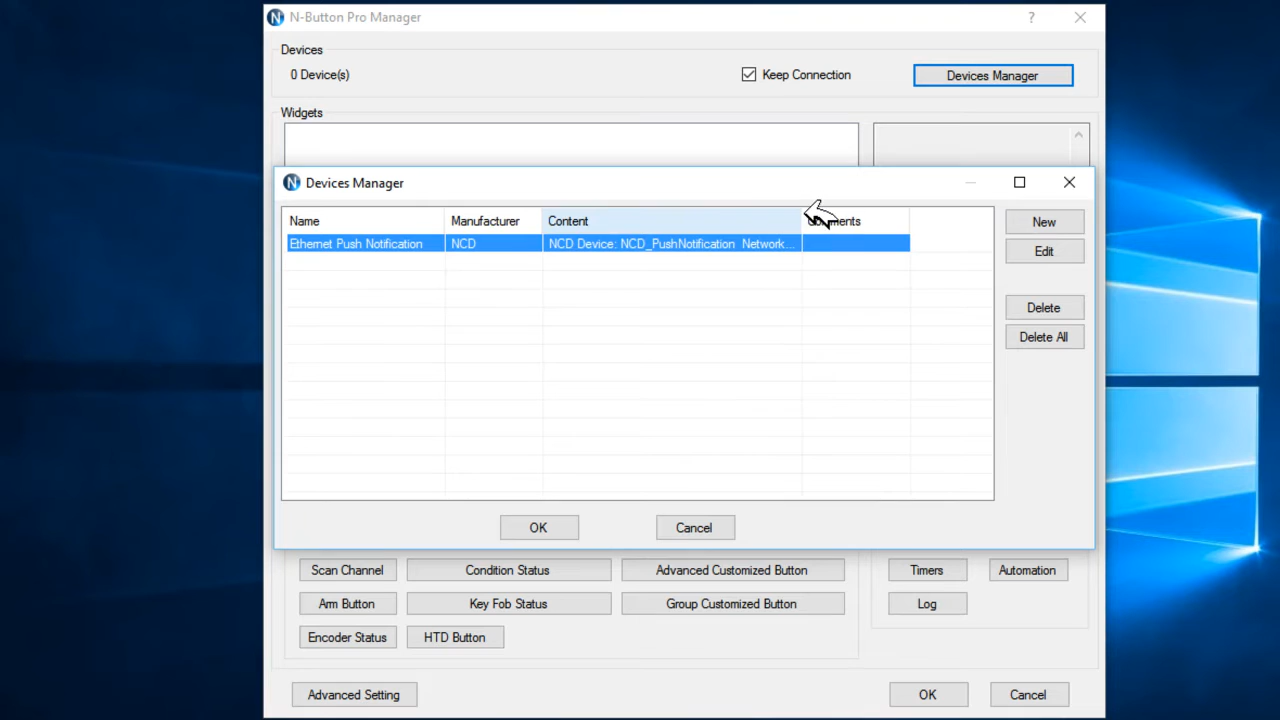 N-Button Pro Manager
Devices
0 Device(s)
Keep Connection
Devices Manager
Widgets
Devices Manager
Name Manufacturer Content
Ethernet Push Notification NCD NCD Device: NCD_PushNotification Network...
New
Edit
Delete
Delete All
OK Cancel
Scan Channel Condition Status Advanced Customized Button Timers Automation
Arm Button Key Fob Status Group Customized Button Log
Encoder Status HTD Button
Advanced Setting OK Cancel